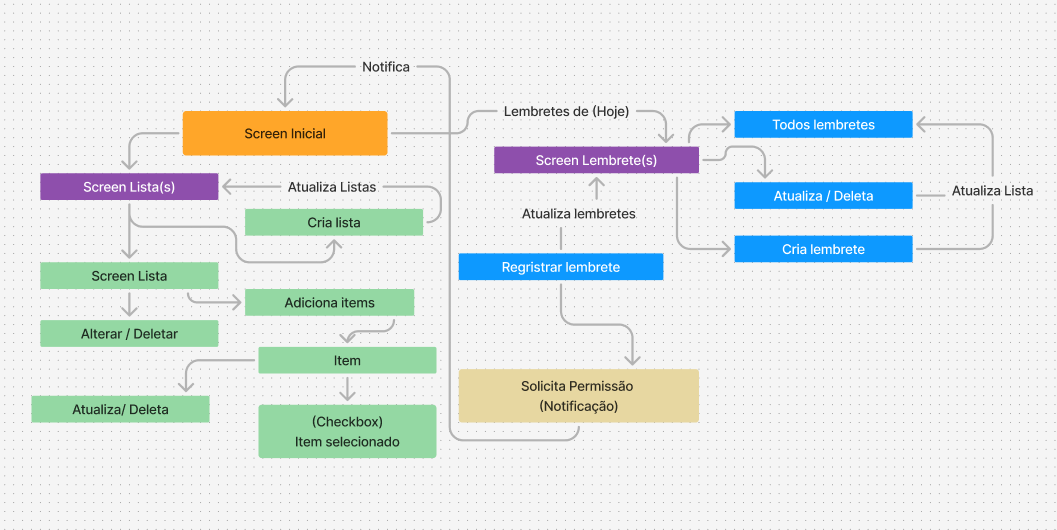 Notifica
Lembretes de (Hoje)
Screen Inicial
Todos lembretes
Screen Lembrete(s)
Screen Lista(s)
Atualiza Listas
Atualiza / Deleta
Atualiza Lista
Atualiza lembretes
Cria lista
Cria lembrete
Regristrar lembrete
Screen Lista
Adiciona items
Alterar / Deletar
Item
Solicita Permissão
(Notificação)
Atualiza/ Deleta
(Checkbox)
Item selecionado